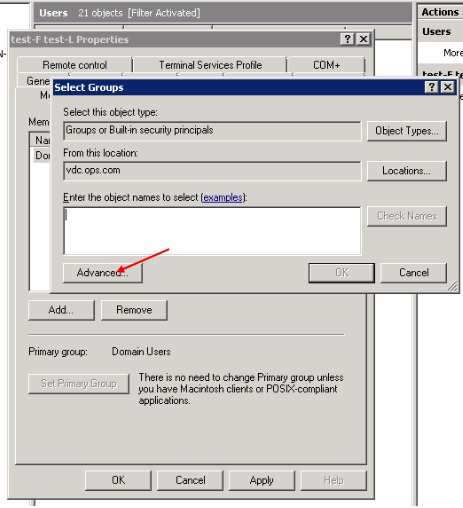 Users 21 objects [Filter Activated]
Actions
Users
More
test-F test-L Properties
test-F te
Remote control
Terminal Services Profile
COM+
Gene
Select Groups
Select this object type:
Groups or Built-in security principals
Object Types...
From this location:
vdc.ops.com
Locations...
Enter the object names to select (examples):
Check Names
Advanced...
OK
Cancel
Mem
Na
Do
Add...
Remove
Primary group: Domain Users
Set Primary Group
There is no need to change Primary group unless
you have Macintosh clients or POSIX-compliant
applications.
OK
Cancel
Apply
Help